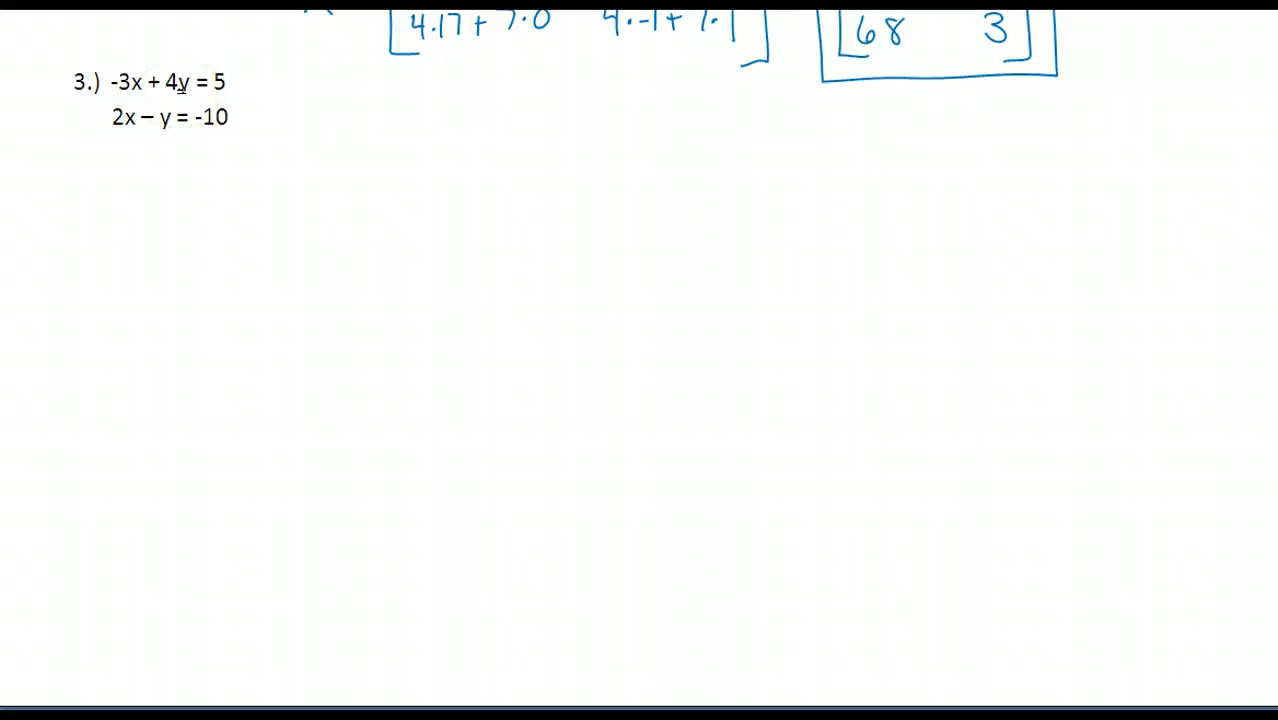 4·17 + 7·0 4·-1 + 7·1 68 3
3.) -3x + 4y = 5
2x – y = -10